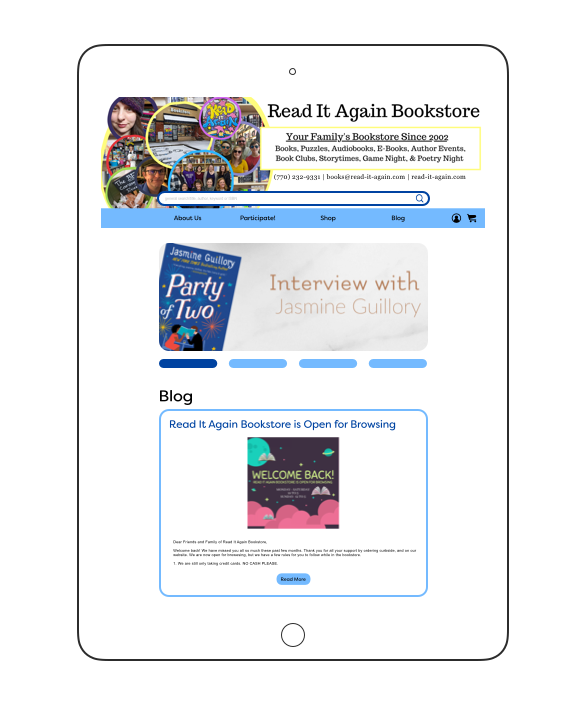 READ IT AGAIN
Read It Again Bookstore
Your Family's Bookstore Since 2002
Books, Puzzles, Audiobooks, E-Books, Author Events,
Book Clubs, Storytimes, Game Night, & Poetry Night
(770) 232-9331 | books@read-it-again.com | read-it-again.com
About Us Participate! Shop Blog
Jasmine Guillory
Party
of Two
Interview with
Jasmine Guillory
Blog
Read It Again Bookstore is Open for Browsing
WELCOME BACK!
READ IT AGAIN BOOKSTORE IS OPEN FOR BROWSING
Dear Friends and Family of Read It Again Bookstore,
Welcome back! We have missed you all so much these past few months. Thank you for all your support by ordering curbside, and on our
website. We are now open for browsing, but we have a few rules for you to follow while in the bookstore.
1. We are still only taking credit cards. NO CASH PLEASE.
Read More